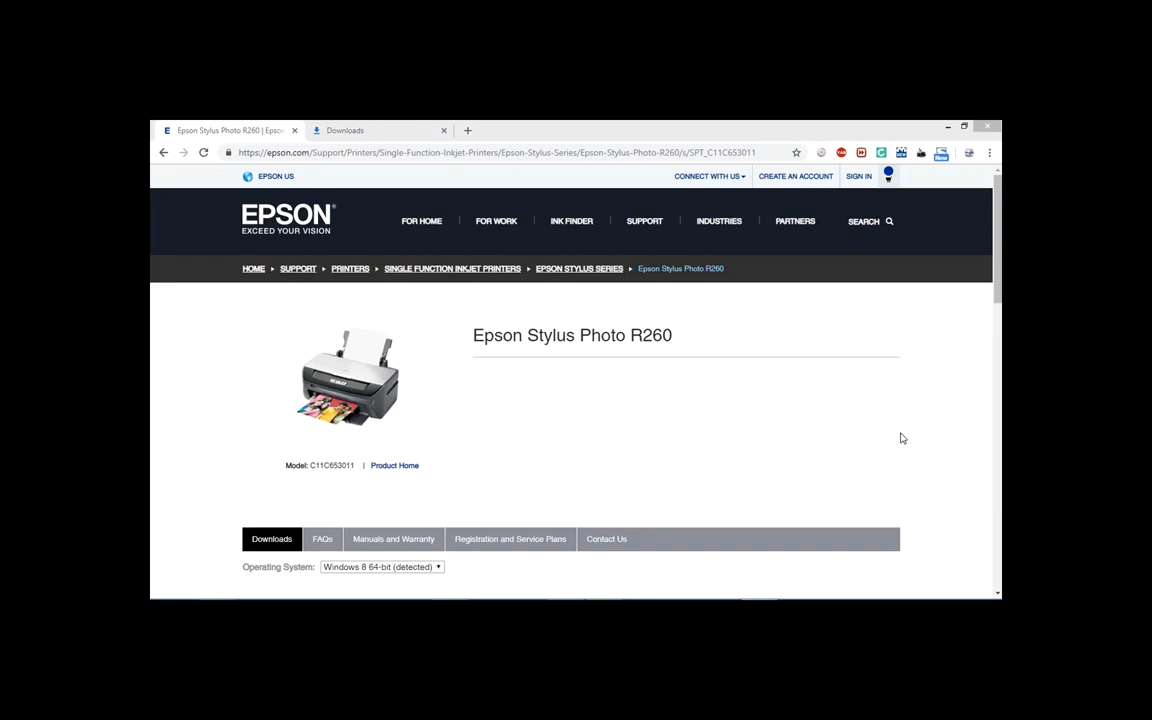 Epson Stylus Photo R260 | Epson
Downloads
https://epson.com/Support/Printers/Single-Function-Inkjet-Printers/Epson-Stylus-Series/Epson-Stylus-Photo-R260/s/SPT_C11C653011
EPSON US
CONNECT WITH US
CREATE AN ACCOUNT
SIGN IN
EPSON®
EXCEED YOUR VISION
FOR HOME
FOR WORK
INK FINDER
SUPPORT
INDUSTRIES
PARTNERS
SEARCH
HOME ▸ SUPPORT ▸ PRINTERS ▸ SINGLE FUNCTION INKJET PRINTERS ▸ EPSON STYLUS SERIES ▸ Epson Stylus Photo R260
Epson Stylus Photo R260
Model: C11C653011 | Product Home
Downloads
FAQs
Manuals and Warranty
Registration and Service Plans
Contact Us
Operating System: Windows 8 64-bit (detected)